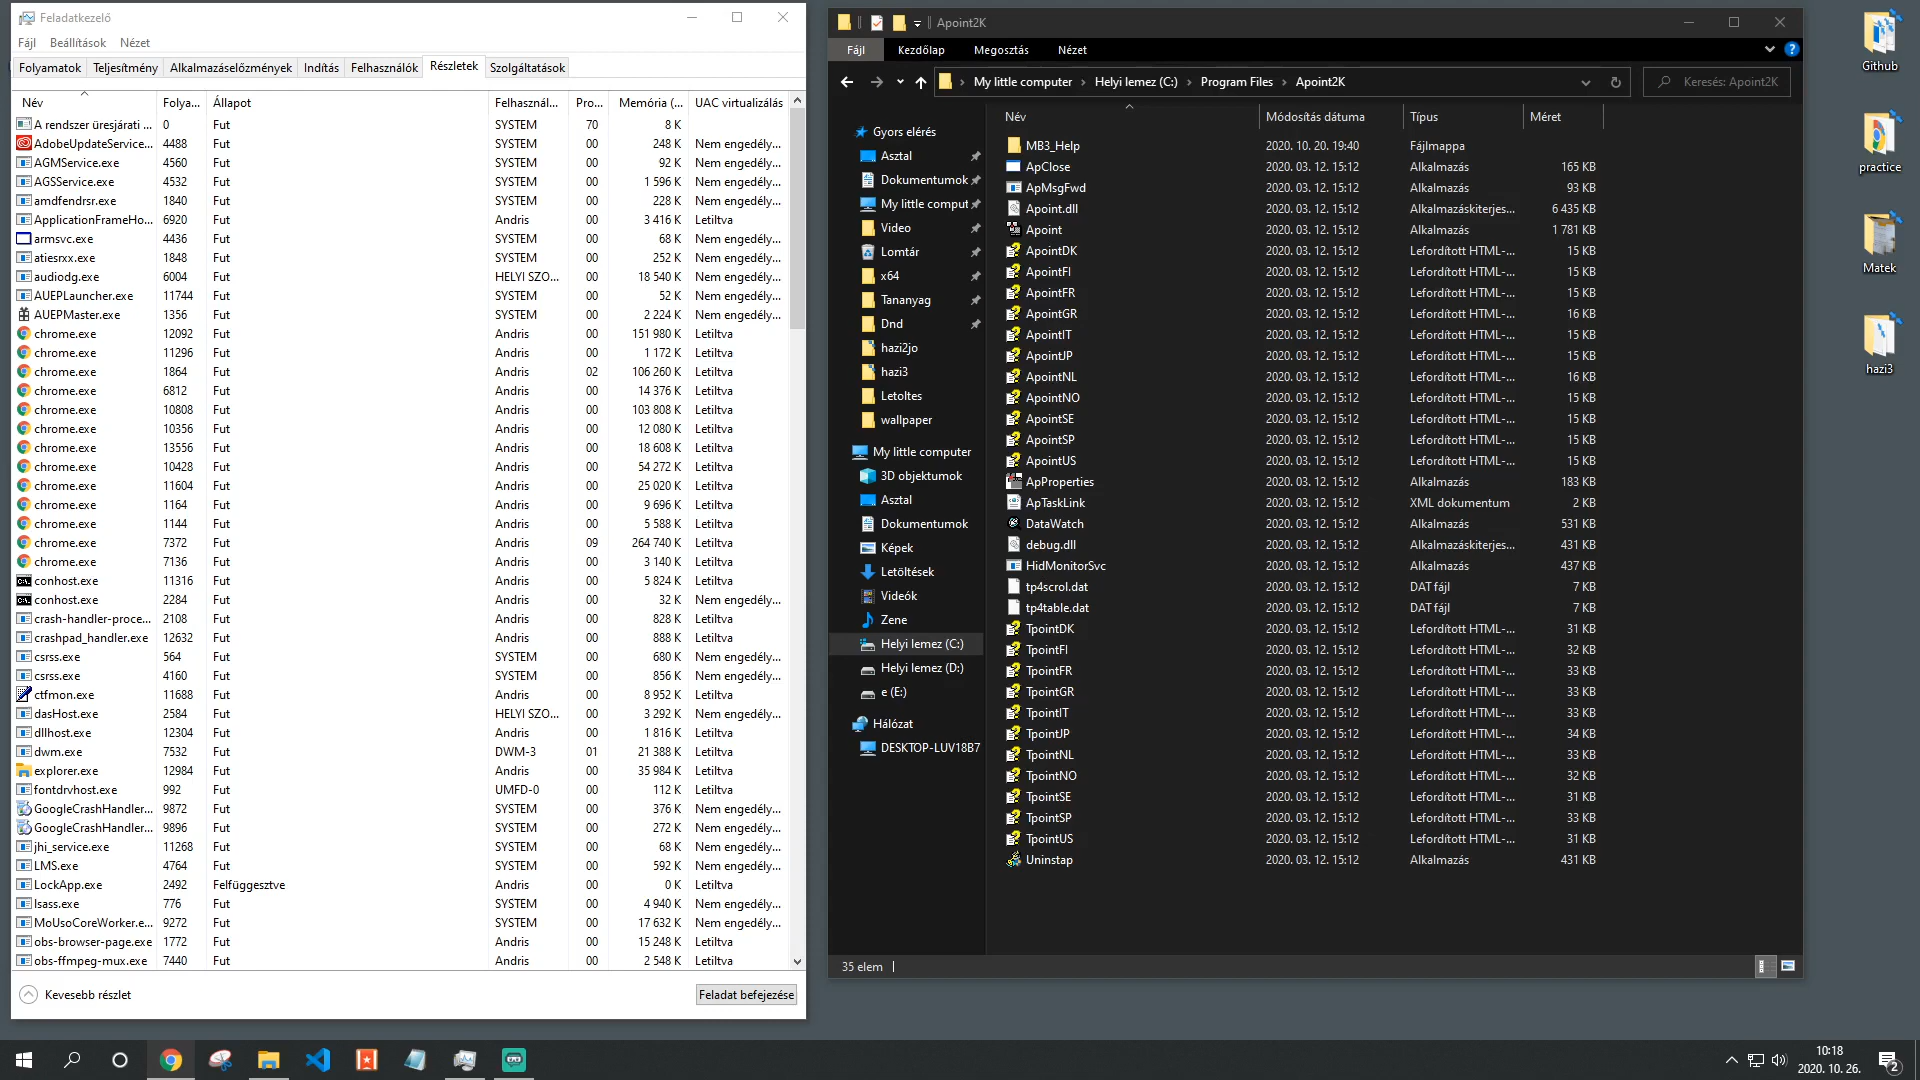 Feladatkezelő
Fájl Beállítások Nézet
Folyamatok Teljesítmény Alkalmazáselőzmények Indítás Felhasználók Részletek Szolgáltatások
Név Folya... Állapot Felhasznál... Pro... Memória (... UAC virtualizálás
A rendszer üresjárati ... 0 Fut SYSTEM 70 8 K
AdobeUpdateService... 4488 Fut SYSTEM 00 248 K Nem engedély...
AGMService.exe 4560 Fut SYSTEM 00 92 K Nem engedély...
AGSService.exe 4532 Fut SYSTEM 00 1 596 K Nem engedély...
amdfendrsr.exe 1840 Fut SYSTEM 00 228 K Nem engedély...
ApplicationFrameHo... 6920 Fut Andris 00 3 416 K Letiltva
armsvc.exe 4436 Fut SYSTEM 00 68 K Nem engedély...
atiesrxx.exe 1848 Fut SYSTEM 00 252 K Nem engedély...
audiodg.exe 6004 Fut HELYI SZO... 00 18 540 K Nem engedély...
AUEPLauncher.exe 11744 Fut SYSTEM 00 52 K Nem engedély...
AUEPMaster.exe 1356 Fut SYSTEM 00 2 224 K Nem engedély...
chrome.exe 12092 Fut Andris 00 151 980 K Letiltva
chrome.exe 11296 Fut Andris 00 1 172 K Letiltva
chrome.exe 1864 Fut Andris 02 106 260 K Letiltva
chrome.exe 6812 Fut Andris 00 14 376 K Letiltva
chrome.exe 10808 Fut Andris 00 103 808 K Letiltva
chrome.exe 10356 Fut Andris 00 12 080 K Letiltva
chrome.exe 13556 Fut Andris 00 18 608 K Letiltva
chrome.exe 10428 Fut Andris 00 54 272 K Letiltva
chrome.exe 11604 Fut Andris 00 25 020 K Letiltva
chrome.exe 1164 Fut Andris 00 9 696 K Letiltva
chrome.exe 1144 Fut Andris 00 5 588 K Letiltva
chrome.exe 7372 Fut Andris 09 264 740 K Letiltva
chrome.exe 7136 Fut Andris 00 3 140 K Letiltva
conhost.exe 11316 Fut Andris 00 5 824 K Letiltva
conhost.exe 2284 Fut Andris 00 32 K Nem engedély...
crash-handler-proce... 2108 Fut Andris 00 828 K Letiltva
crashpad_handler.exe 12632 Fut Andris 00 888 K Letiltva
csrss.exe 564 Fut SYSTEM 00 680 K Nem engedély...
csrss.exe 4160 Fut SYSTEM 00 856 K Nem engedély...
ctfmon.exe 11688 Fut Andris 00 8 952 K Letiltva
dasHost.exe 2584 Fut HELYI SZO... 00 3 292 K Nem engedély...
dllhost.exe 12304 Fut Andris 00 1 816 K Letiltva
dwm.exe 7532 Fut DWM-3 01 21 388 K Letiltva
explorer.exe 12984 Fut Andris 00 35 984 K Letiltva
fontdrvhost.exe 992 Fut UMFD-0 00 112 K Letiltva
GoogleCrashHandler... 9872 Fut SYSTEM 00 376 K Nem engedély...
GoogleCrashHandler... 9896 Fut SYSTEM 00 272 K Nem engedély...
jhi_service.exe 11268 Fut SYSTEM 00 68 K Nem engedély...
LMS.exe 4764 Fut SYSTEM 00 592 K Nem engedély...
LockApp.exe 2492 Felfüggesztve Andris 00 0 K Letiltva
lsass.exe 776 Fut SYSTEM 00 4 940 K Nem engedély...
MoUsoCoreWorker.e... 9272 Fut SYSTEM 00 17 632 K Nem engedély...
obs-browser-page.exe 1772 Fut Andris 00 15 248 K Letiltva
obs-ffmpeg-mux.exe 7440 Fut Andris 00 2 548 K Letiltva
Kevesebb részlet
Feladat befejezése
Apoint2K
Fájl Kezdőlap Megosztás Nézet
My little computer Helyi lemez (C:) Program Files Apoint2K
Keresés: Apoint2K
Gyors elérés
Asztal
Dokumentumok
My little comput
Video
Lomtár
x64
Tananyag
Dnd
hazi2jo
hazi3
Letoltes
wallpaper
My little computer
3D objektumok
Asztal
Dokumentumok
Képek
Letöltések
Videók
Zene
Helyi lemez (C:)
Helyi lemez (D:)
e (E:)
Hálózat
DESKTOP-LUV18B7
Név Módosítás dátuma Típus Méret
MB3_Help 2020. 10. 20. 19:40 Fájlmappa
ApClose 2020. 03. 12. 15:12 Alkalmazás 165 KB
ApMsgFwd 2020. 03. 12. 15:12 Alkalmazás 93 KB
Apoint.dll 2020. 03. 12. 15:12 Alkalmazáskiterjes... 6 435 KB
Apoint 2020. 03. 12. 15:12 Alkalmazás 1 781 KB
ApointDK 2020. 03. 12. 15:12 Lefordított HTML-... 15 KB
ApointFI 2020. 03. 12. 15:12 Lefordított HTML-... 15 KB
ApointFR 2020. 03. 12. 15:12 Lefordított HTML-... 15 KB
ApointGR 2020. 03. 12. 15:12 Lefordított HTML-... 16 KB
ApointIT 2020. 03. 12. 15:12 Lefordított HTML-... 15 KB
ApointJP 2020. 03. 12. 15:12 Lefordított HTML-... 15 KB
ApointNL 2020. 03. 12. 15:12 Lefordított HTML-... 16 KB
ApointNO 2020. 03. 12. 15:12 Lefordított HTML-... 15 KB
ApointSE 2020. 03. 12. 15:12 Lefordított HTML-... 15 KB
ApointSP 2020. 03. 12. 15:12 Lefordított HTML-... 15 KB
ApointUS 2020. 03. 12. 15:12 Lefordított HTML-... 15 KB
ApProperties 2020. 03. 12. 15:12 Alkalmazás 183 KB
ApTaskLink 2020. 03. 12. 15:12 XML dokumentum 2 KB
DataWatch 2020. 03. 12. 15:12 Alkalmazás 531 KB
debug.dll 2020. 03. 12. 15:12 Alkalmazáskiterjes... 431 KB
HidMonitorSvc 2020. 03. 12. 15:12 Alkalmazás 437 KB
tp4scrol.dat 2020. 03. 12. 15:12 DAT fájl 7 KB
tp4table.dat 2020. 03. 12. 15:12 DAT fájl 7 KB
TpointDK 2020. 03. 12. 15:12 Lefordított HTML-... 31 KB
TpointFI 2020. 03. 12. 15:12 Lefordított HTML-... 32 KB
TpointFR 2020. 03. 12. 15:12 Lefordított HTML-... 33 KB
TpointGR 2020. 03. 12. 15:12 Lefordított HTML-... 33 KB
TpointIT 2020. 03. 12. 15:12 Lefordított HTML-... 33 KB
TpointJP 2020. 03. 12. 15:12 Lefordított HTML-... 34 KB
TpointNL 2020. 03. 12. 15:12 Lefordított HTML-... 33 KB
TpointNO 2020. 03. 12. 15:12 Lefordított HTML-... 32 KB
TpointSE 2020. 03. 12. 15:12 Lefordított HTML-... 31 KB
TpointSP 2020. 03. 12. 15:12 Lefordított HTML-... 33 KB
TpointUS 2020. 03. 12. 15:12 Lefordított HTML-... 31 KB
Uninstap 2020. 03. 12. 15:12 Alkalmazás 431 KB
35 elem
Github
practice
Matek
hazi3
10:18
2020. 10. 26.
2